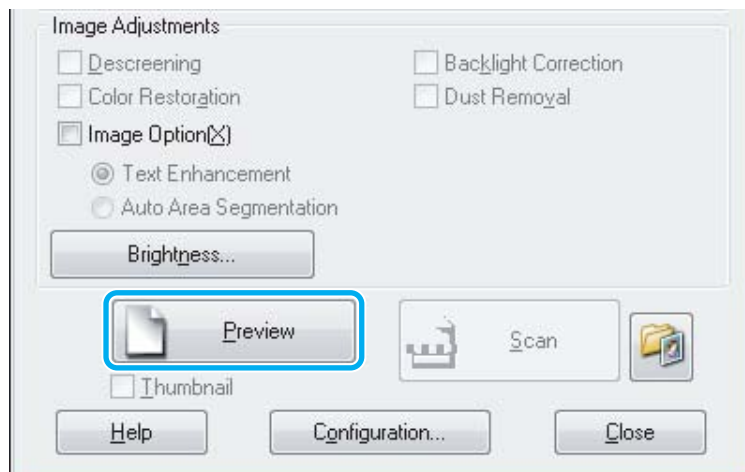 Image Adjustments
Descreening
Backlight Correction
Color Restoration
Dust Removal
Image Option(X)
Text Enhancement
Auto Area Segmentation
Brightness...
Preview
Scan
Thumbnail
Help
Configuration...
Close